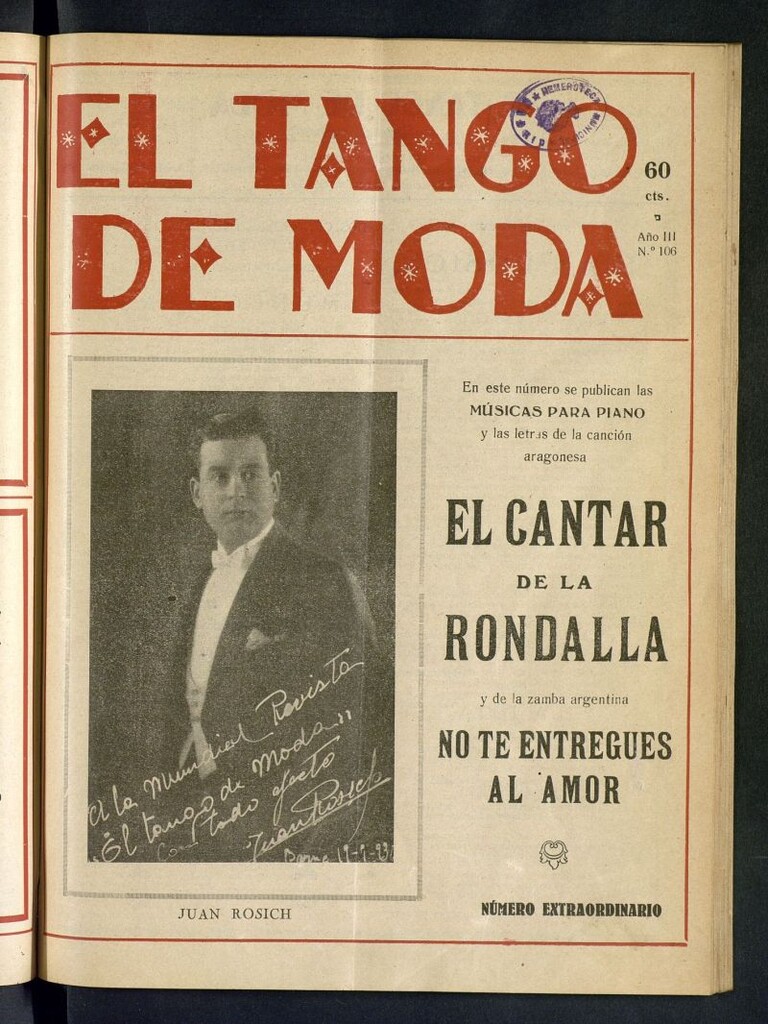 EL TANGO
DE MODA
60
cts.
Año III
N.º 106
HEMEROTECA MUNICIPAL
En este número se publican las
MÚSICAS PARA PIANO
y las letras de la canción
aragonesa
EL CANTAR
DE LA
RONDALLA
y de la zamba argentina
NO TE ENTREGUES
AL AMOR
NÚMERO EXTRAORDINARIO
A la mundial Revista
"El tango de Moda"
Con todo afecto
Juan Rosich
JUAN ROSICH